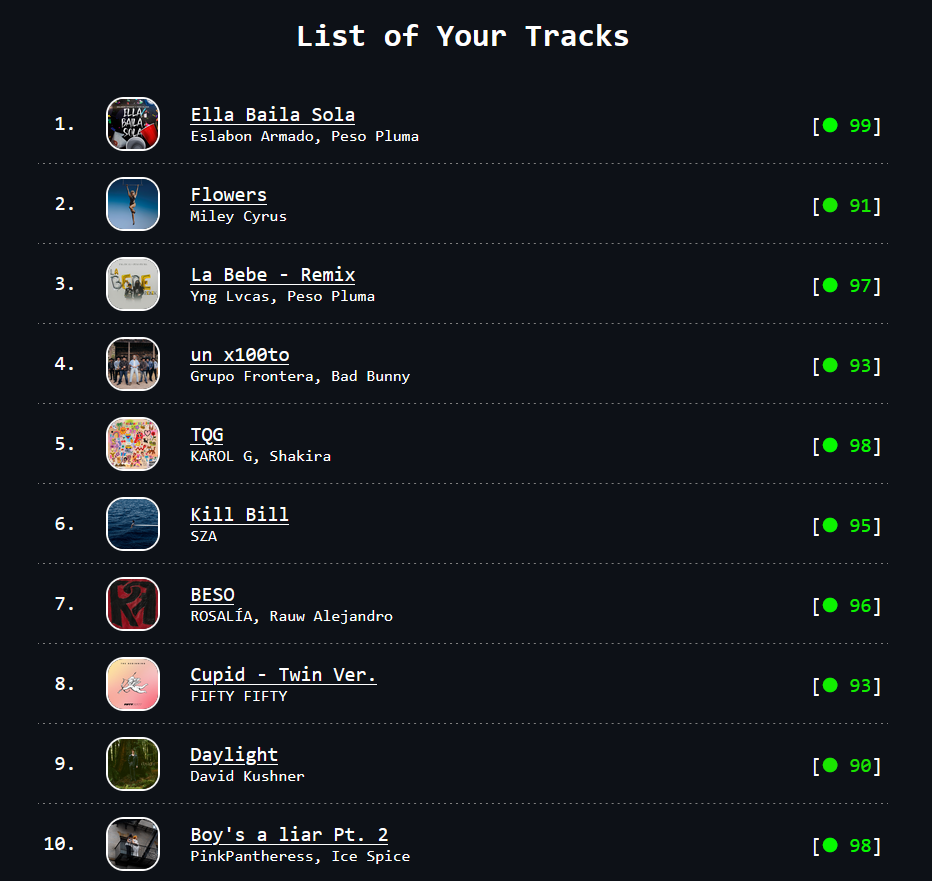 List of Your Tracks
1.
ELLA
BAILA
SOLA
Ella Baila Sola
Eslabon Armado, Peso Pluma
[● 99]
2.
Flowers
Miley Cyrus
[● 91]
3.
La Bebe - Remix
Yng Lvcas, Peso Pluma
[● 97]
4.
un x100to
Grupo Frontera, Bad Bunny
[● 93]
5.
TQG
KAROL G, Shakira
[● 98]
6.
Kill Bill
SZA
[● 95]
7.
BESO
ROSALÍA, Rauw Alejandro
[● 96]
8.
Cupid - Twin Ver.
FIFTY FIFTY
[● 93]
9.
Daylight
David Kushner
[● 90]
10.
Boy's a liar Pt. 2
PinkPantheress, Ice Spice
[● 98]